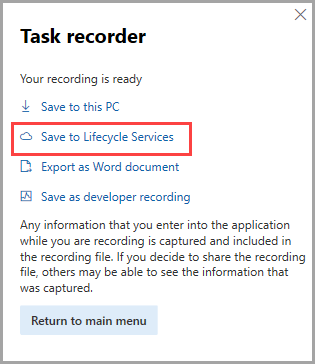 Task recorder
Your recording is ready
Save to this PC
Save to Lifecycle Services
Export as Word document
Save as developer recording
Any information that you enter into the application
while you are recording is captured and included in
the recording file. If you decide to share the recording
file, others may be able to see the information that
was captured.
Return to main menu